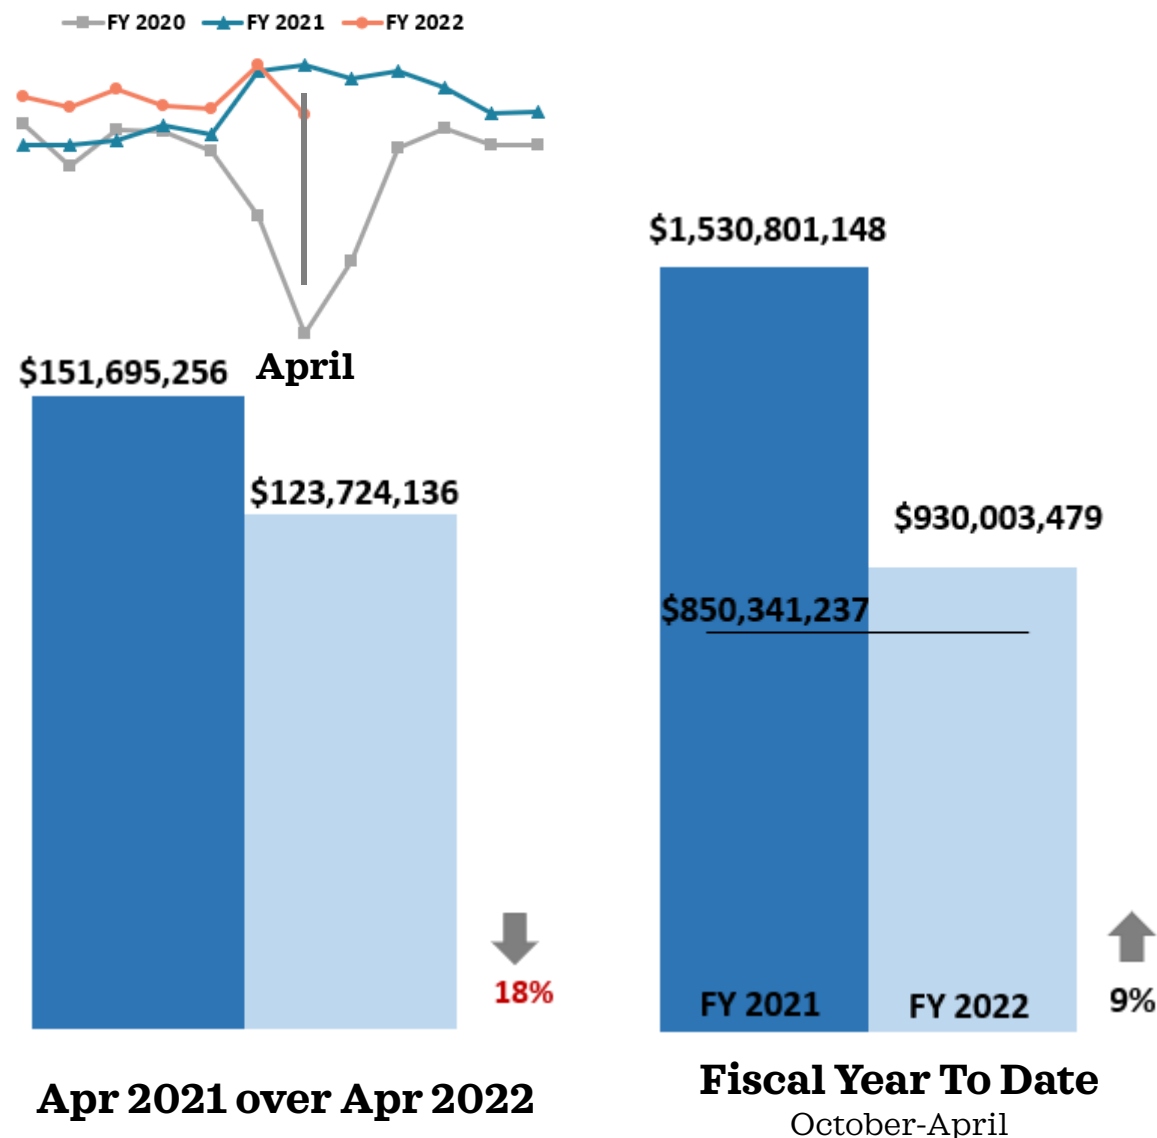 FY 2020 FY 2021 FY 2022
April
$151,695,256
$123,724,136
18%
Apr 2021 over Apr 2022
$1,530,801,148
$930,003,479
$850,341,237
FY 2021 FY 2022
9%
Fiscal Year To Date
October-April